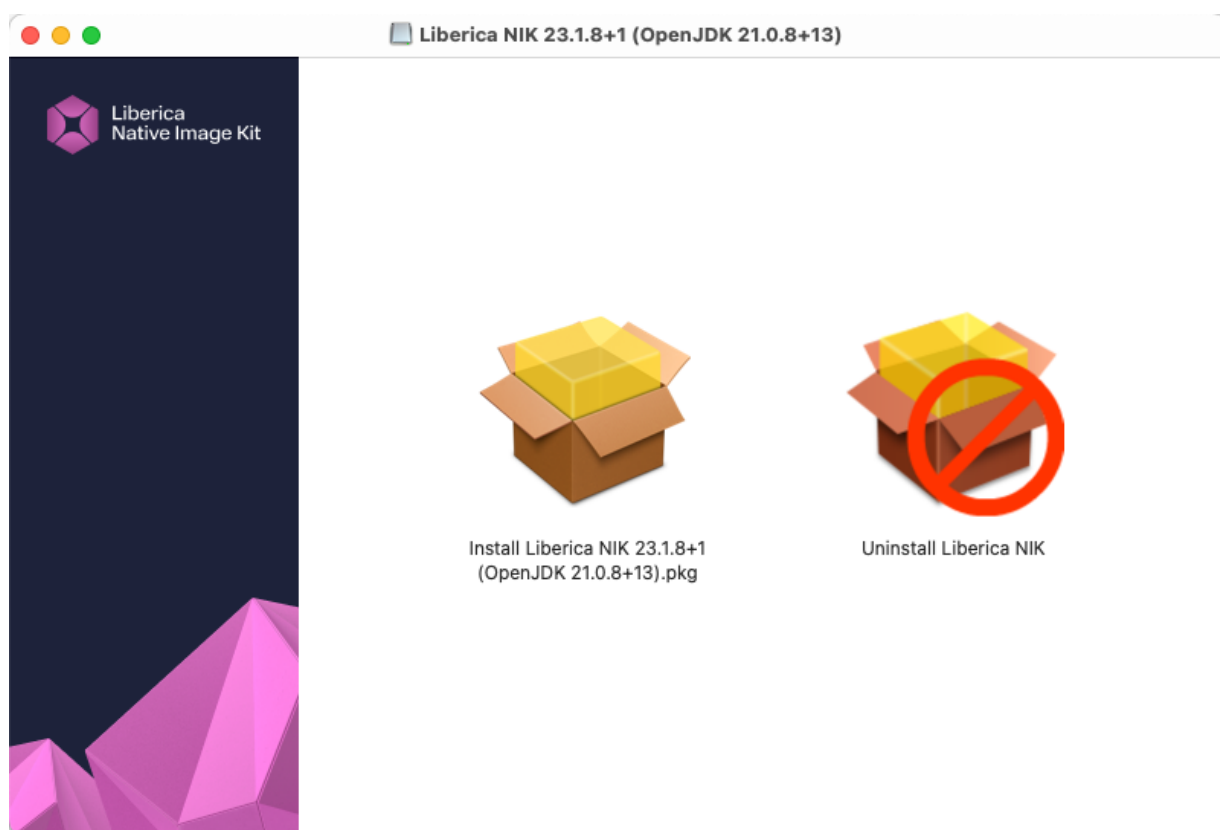 Liberica NIK 23.1.8+1 (OpenJDK 21.0.8+13)
Liberica
Native Image Kit
Install Liberica NIK 23.1.8+1
(OpenJDK 21.0.8+13).pkg
Uninstall Liberica NIK